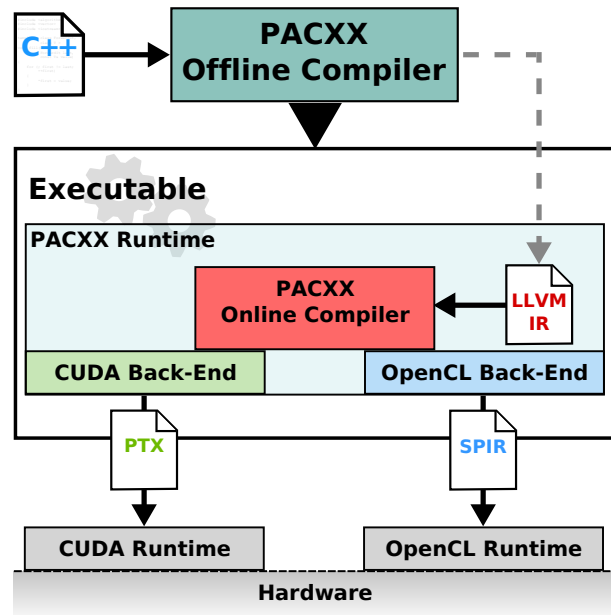 C++
PACXX
Offline Compiler
Executable
PACXX Runtime
PACXX
Online Compiler
LLVM
IR
CUDA Back-End
OpenCL Back-End
PTX
SPIR
CUDA Runtime
OpenCL Runtime
Hardware